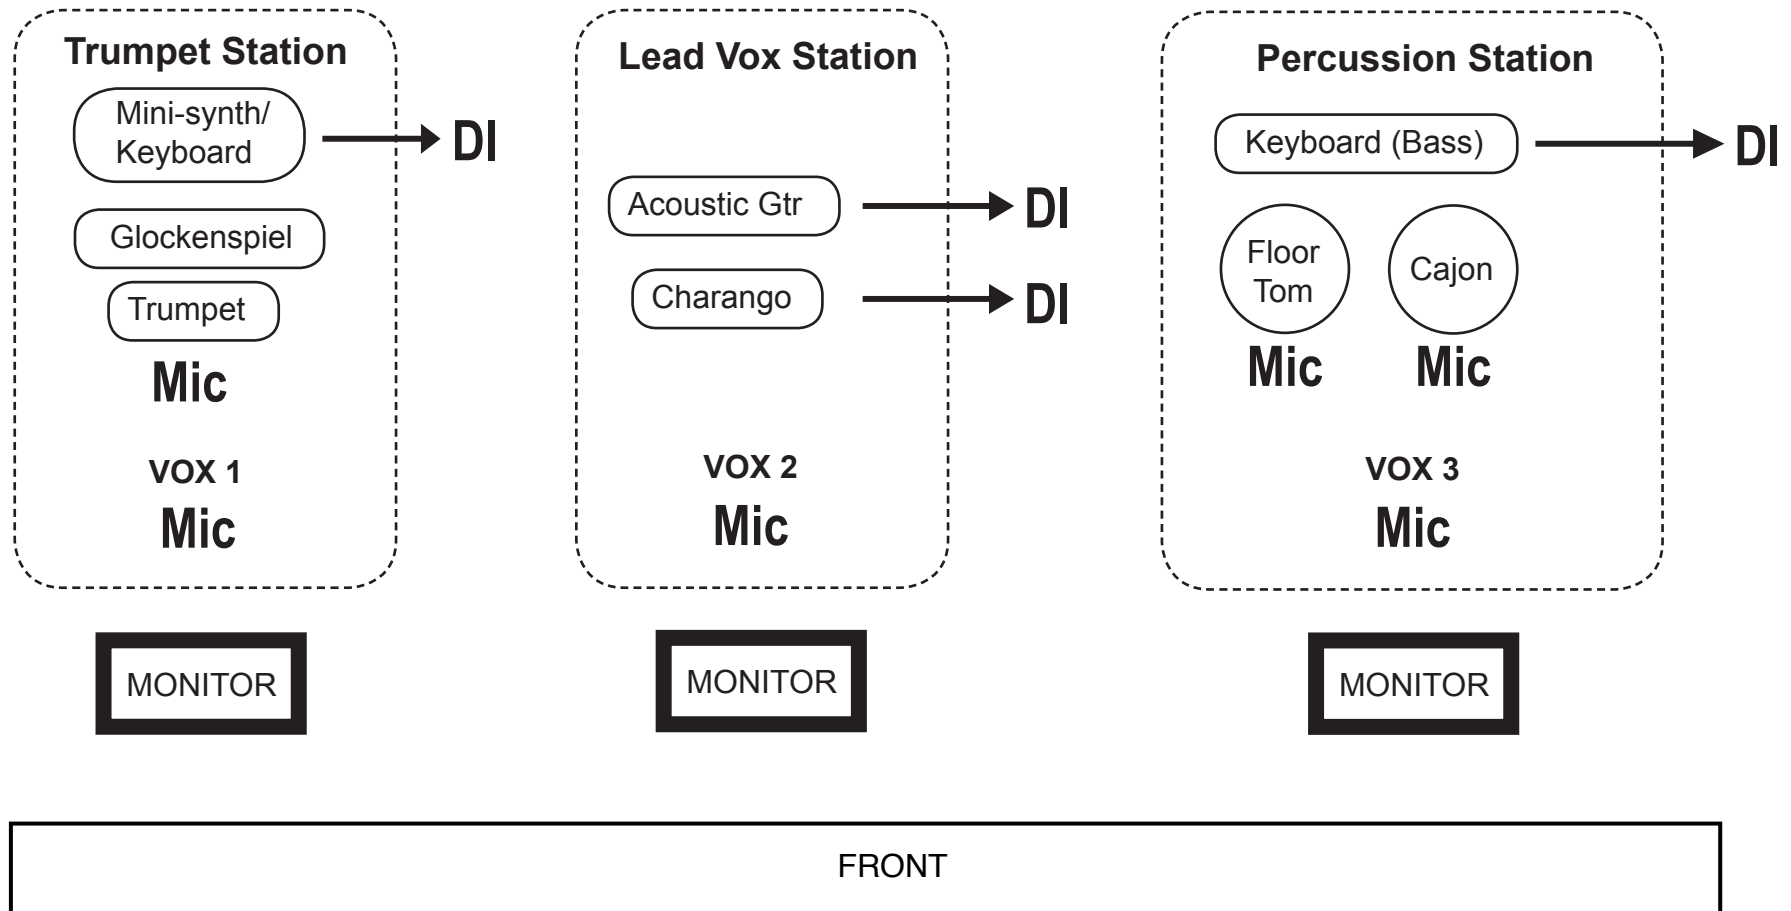 Trumpet Station
Mini-synth/
Keyboard
DI
Glockenspiel
Trumpet
Mic
VOX 1
Mic
MONITOR
Lead Vox Station
Acoustic Gtr
DI
Charango
DI
VOX 2
Mic
MONITOR
Percussion Station
Keyboard (Bass)
DI
Floor
Tom
Mic
Cajon
Mic
VOX 3
Mic
MONITOR
FRONT